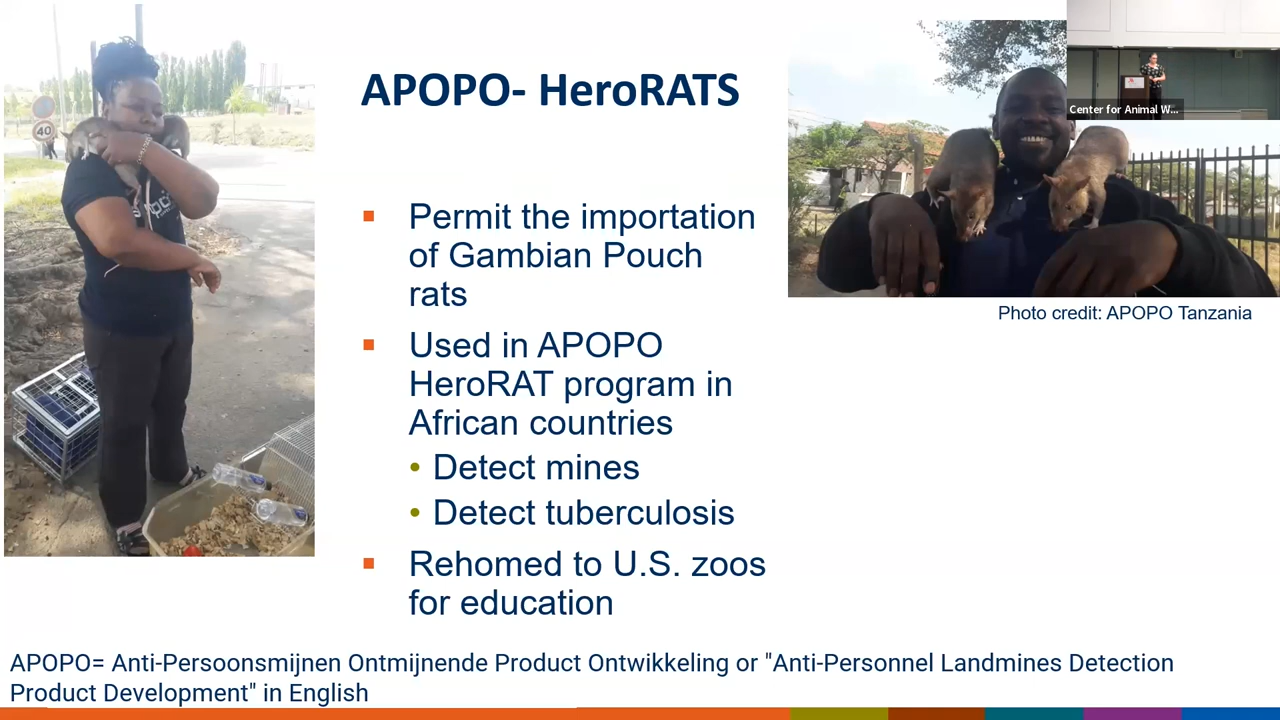 APOPO- HeroRATS
40
Center for Animal W...
Permit the importation
of Gambian Pouch
rats
Used in APOPO
HeroRAT program in
African countries
Detect mines
Detect tuberculosis
Rehomed to U.S. zoos
for education
Photo credit: APOPO Tanzania
APOPO= Anti-Persoonsmijnen Ontmijnende Product Ontwikkeling or "Anti-Personnel Landmines Detection
Product Development" in English